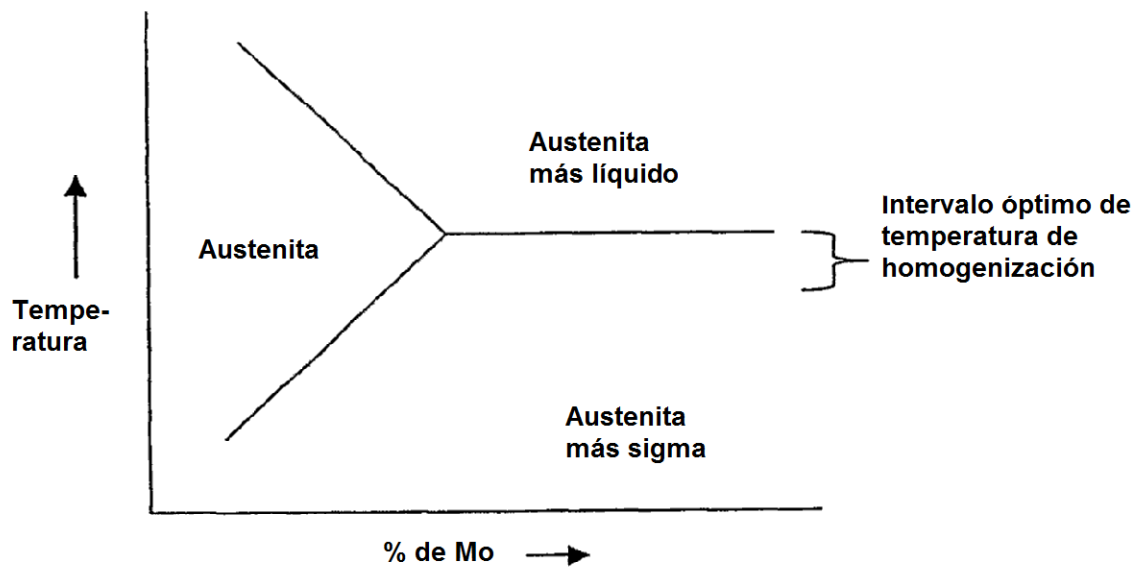 Austenita
más líquido
Intervalo óptimo de
temperatura de
homogenización
Austenita
Tempe-
ratura
Austenita
más sigma
% de Mo